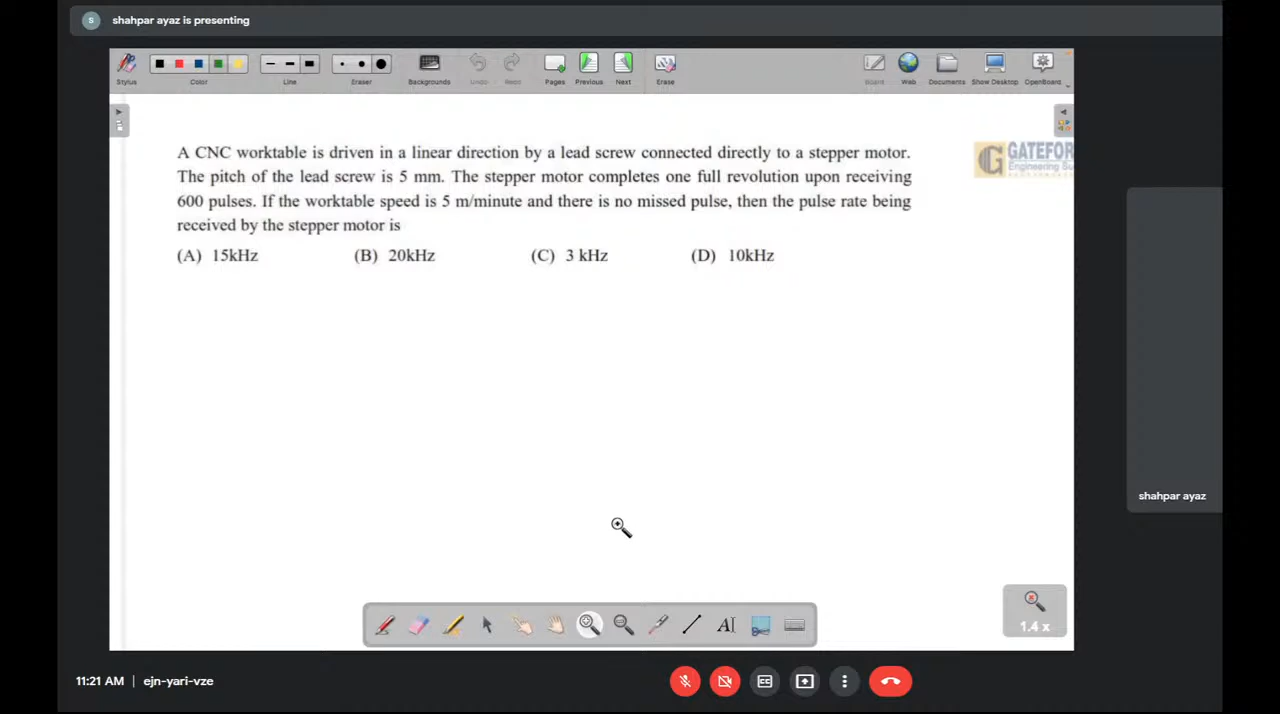 S
shahpar ayaz is presenting
Stylus
Color
Line
Eraser
Backgrounds
Undo
Redo
Pages
Previous
Next
Erase
Board
Web
Documents
Show Desktop
OpenBoard
A CNC worktable is driven in a linear direction by a lead screw connected directly to a stepper motor.
The pitch of the lead screw is 5 mm. The stepper motor completes one full revolution upon receiving
600 pulses. If the worktable speed is 5 m/minute and there is no missed pulse, then the pulse rate being
received by the stepper motor is
(A) 15kHz (B) 20kHz (C) 3 kHz (D) 10kHz
G GATEFOR
Engineering Su
shahpar ayaz
AI
1.4 x
11:21 AM | ejn-yari-vze
CC